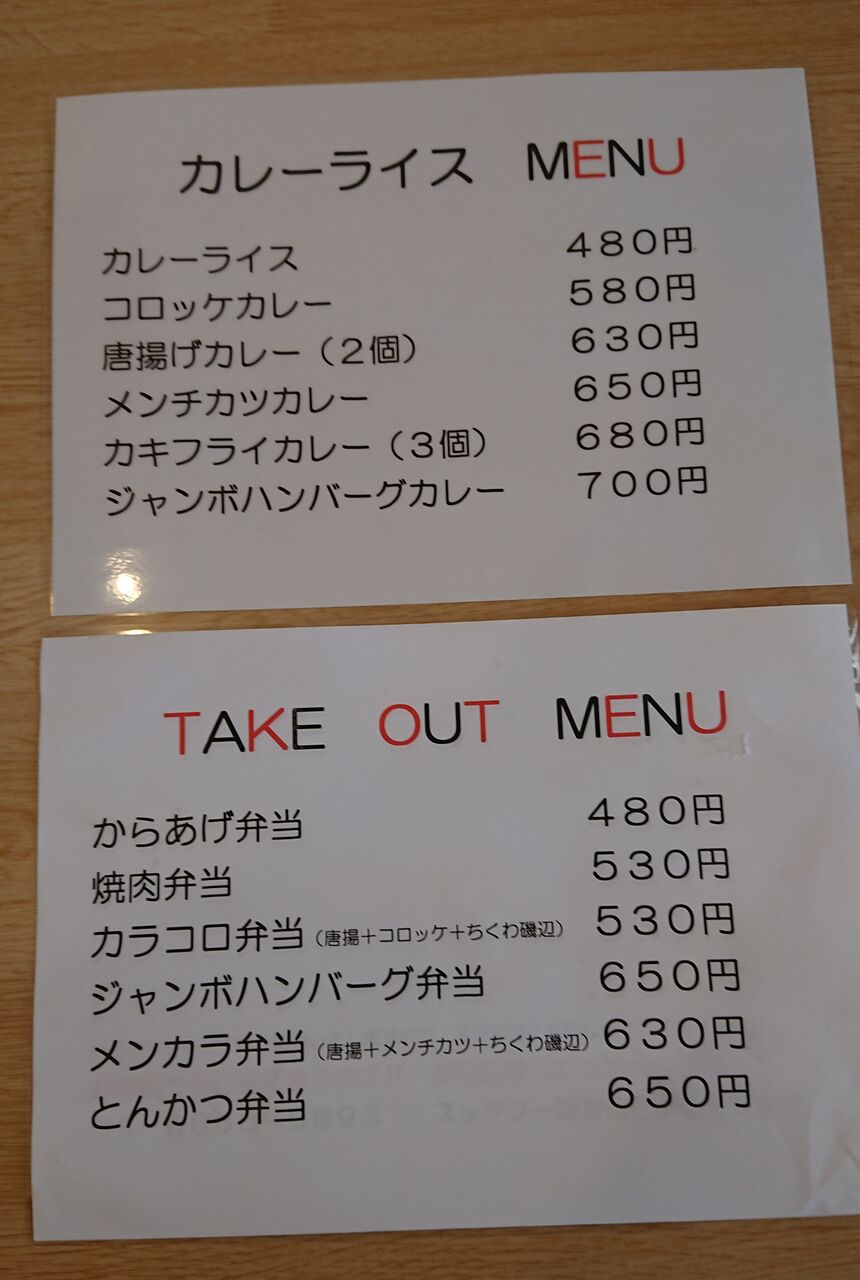 カレーライス MENU
カレーライス 480円
コロッケカレー 580円
唐揚げカレー（2個） 630円
メンチカツカレー 650円
カキフライカレー（3個） 680円
ジャンボハンバーグカレー 700円
TAKE OUT MENU
からあげ弁当 480円
焼肉弁当 530円
カラコロ弁当（唐揚＋コロッケ＋ちくわ磯辺） 530円
ジャンボハンバーグ弁当 650円
メンカラ弁当（唐揚＋メンチカツ＋ちくわ磯辺） 630円
とんかつ弁当 650円